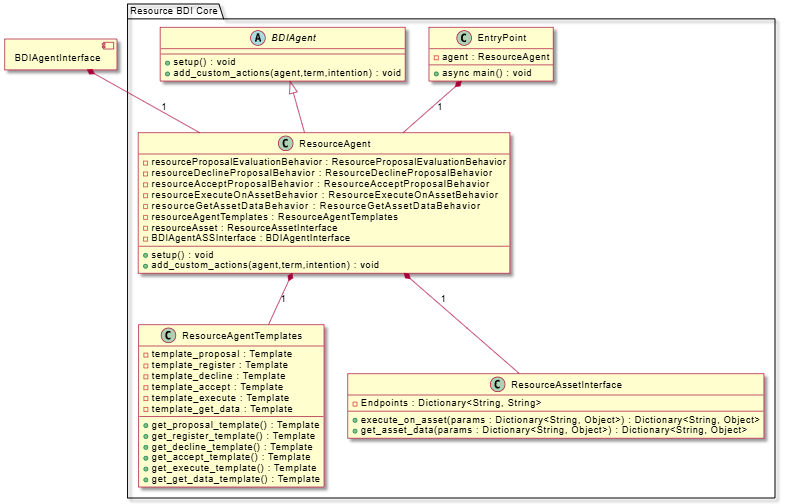 Resource BDI Core
BDIAgentInterface
A BDIAgent
setup() : void
add_custom_actions(agent,term,intention) : void
C EntryPoint
agent : ResourceAgent
async main() : void
1
1
C ResourceAgent
resourceProposalEvaluationBehavior : ResourceProposalEvaluationBehavior
resourceDeclineProposalBehavior : ResourceDeclineProposalBehavior
resourceAcceptProposalBehavior : ResourceAcceptProposalBehavior
resourceExecuteOnAssetBehavior : ResourceExecuteOnAssetBehavior
resourceGetAssetDataBehavior : ResourceGetAssetDataBehavior
resourceAgentTemplates : ResourceAgentTemplates
resourceAsset : ResourceAssetInterface
BDIAgentASSInterface : BDIAgentInterface
setup() : void
add_custom_actions(agent,term,intention) : void
1
1
C ResourceAgentTemplates
template_proposal : Template
template_register : Template
template_decline : Template
template_accept : Template
template_execute : Template
template_get_data : Template
get_proposal_template() : Template
get_register_template() : Template
get_decline_template() : Template
get_accept_template() : Template
get_execute_template() : Template
get_get_data_template() : Template
C ResourceAssetInterface
Endpoints : Dictionary<String, String>
execute_on_asset(params : Dictionary<String, Object>) : Dictionary<String, Object>
get_asset_data(params : Dictionary<String, Object>) : Dictionary<String, Object>